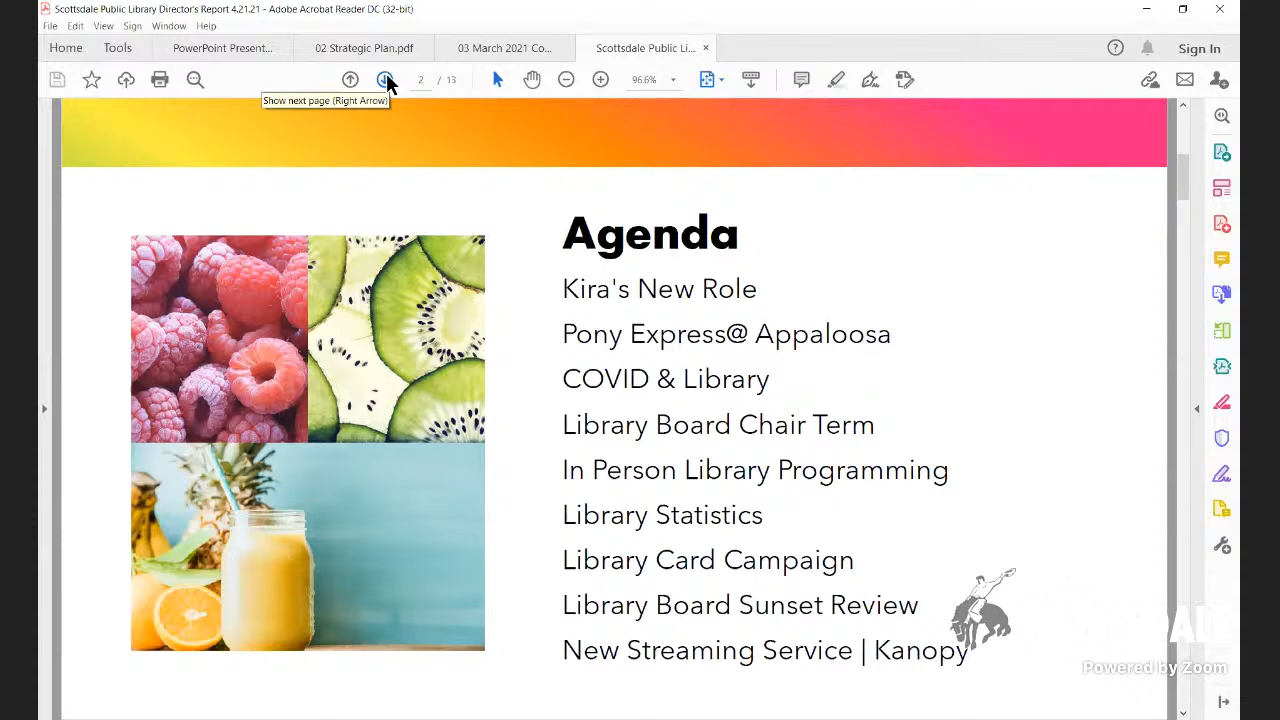 Scottsdale Public Library Director's Report 4.21.21 - Adobe Acrobat Reader DC (32-bit)
File Edit View Sign Window Help
Home Tools PowerPoint Present... 02 Strategic Plan.pdf 03 March 2021 Co... Scottsdale Public Li... × Sign In
2 / 13 96.6%
Show next page (Right Arrow)
Agenda
Kira's New Role
Pony Express@ Appaloosa
COVID & Library
Library Board Chair Term
In Person Library Programming
Library Statistics
Library Card Campaign
Library Board Sunset Review
New Streaming Service | Kanopy
Powered by Zoom